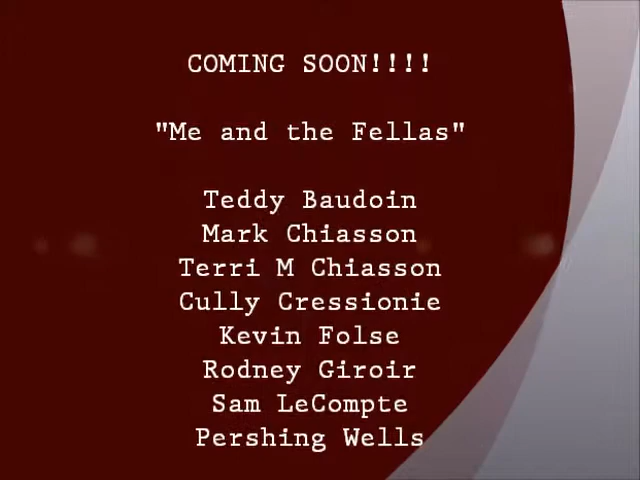 COMING SOON!!!!
"Me and the Fellas"
Teddy Baudoin
Mark Chiasson
Terri M Chiasson
Cully Cressionie
Kevin Folse
Rodney Giroir
Sam LeCompte
Pershing Wells